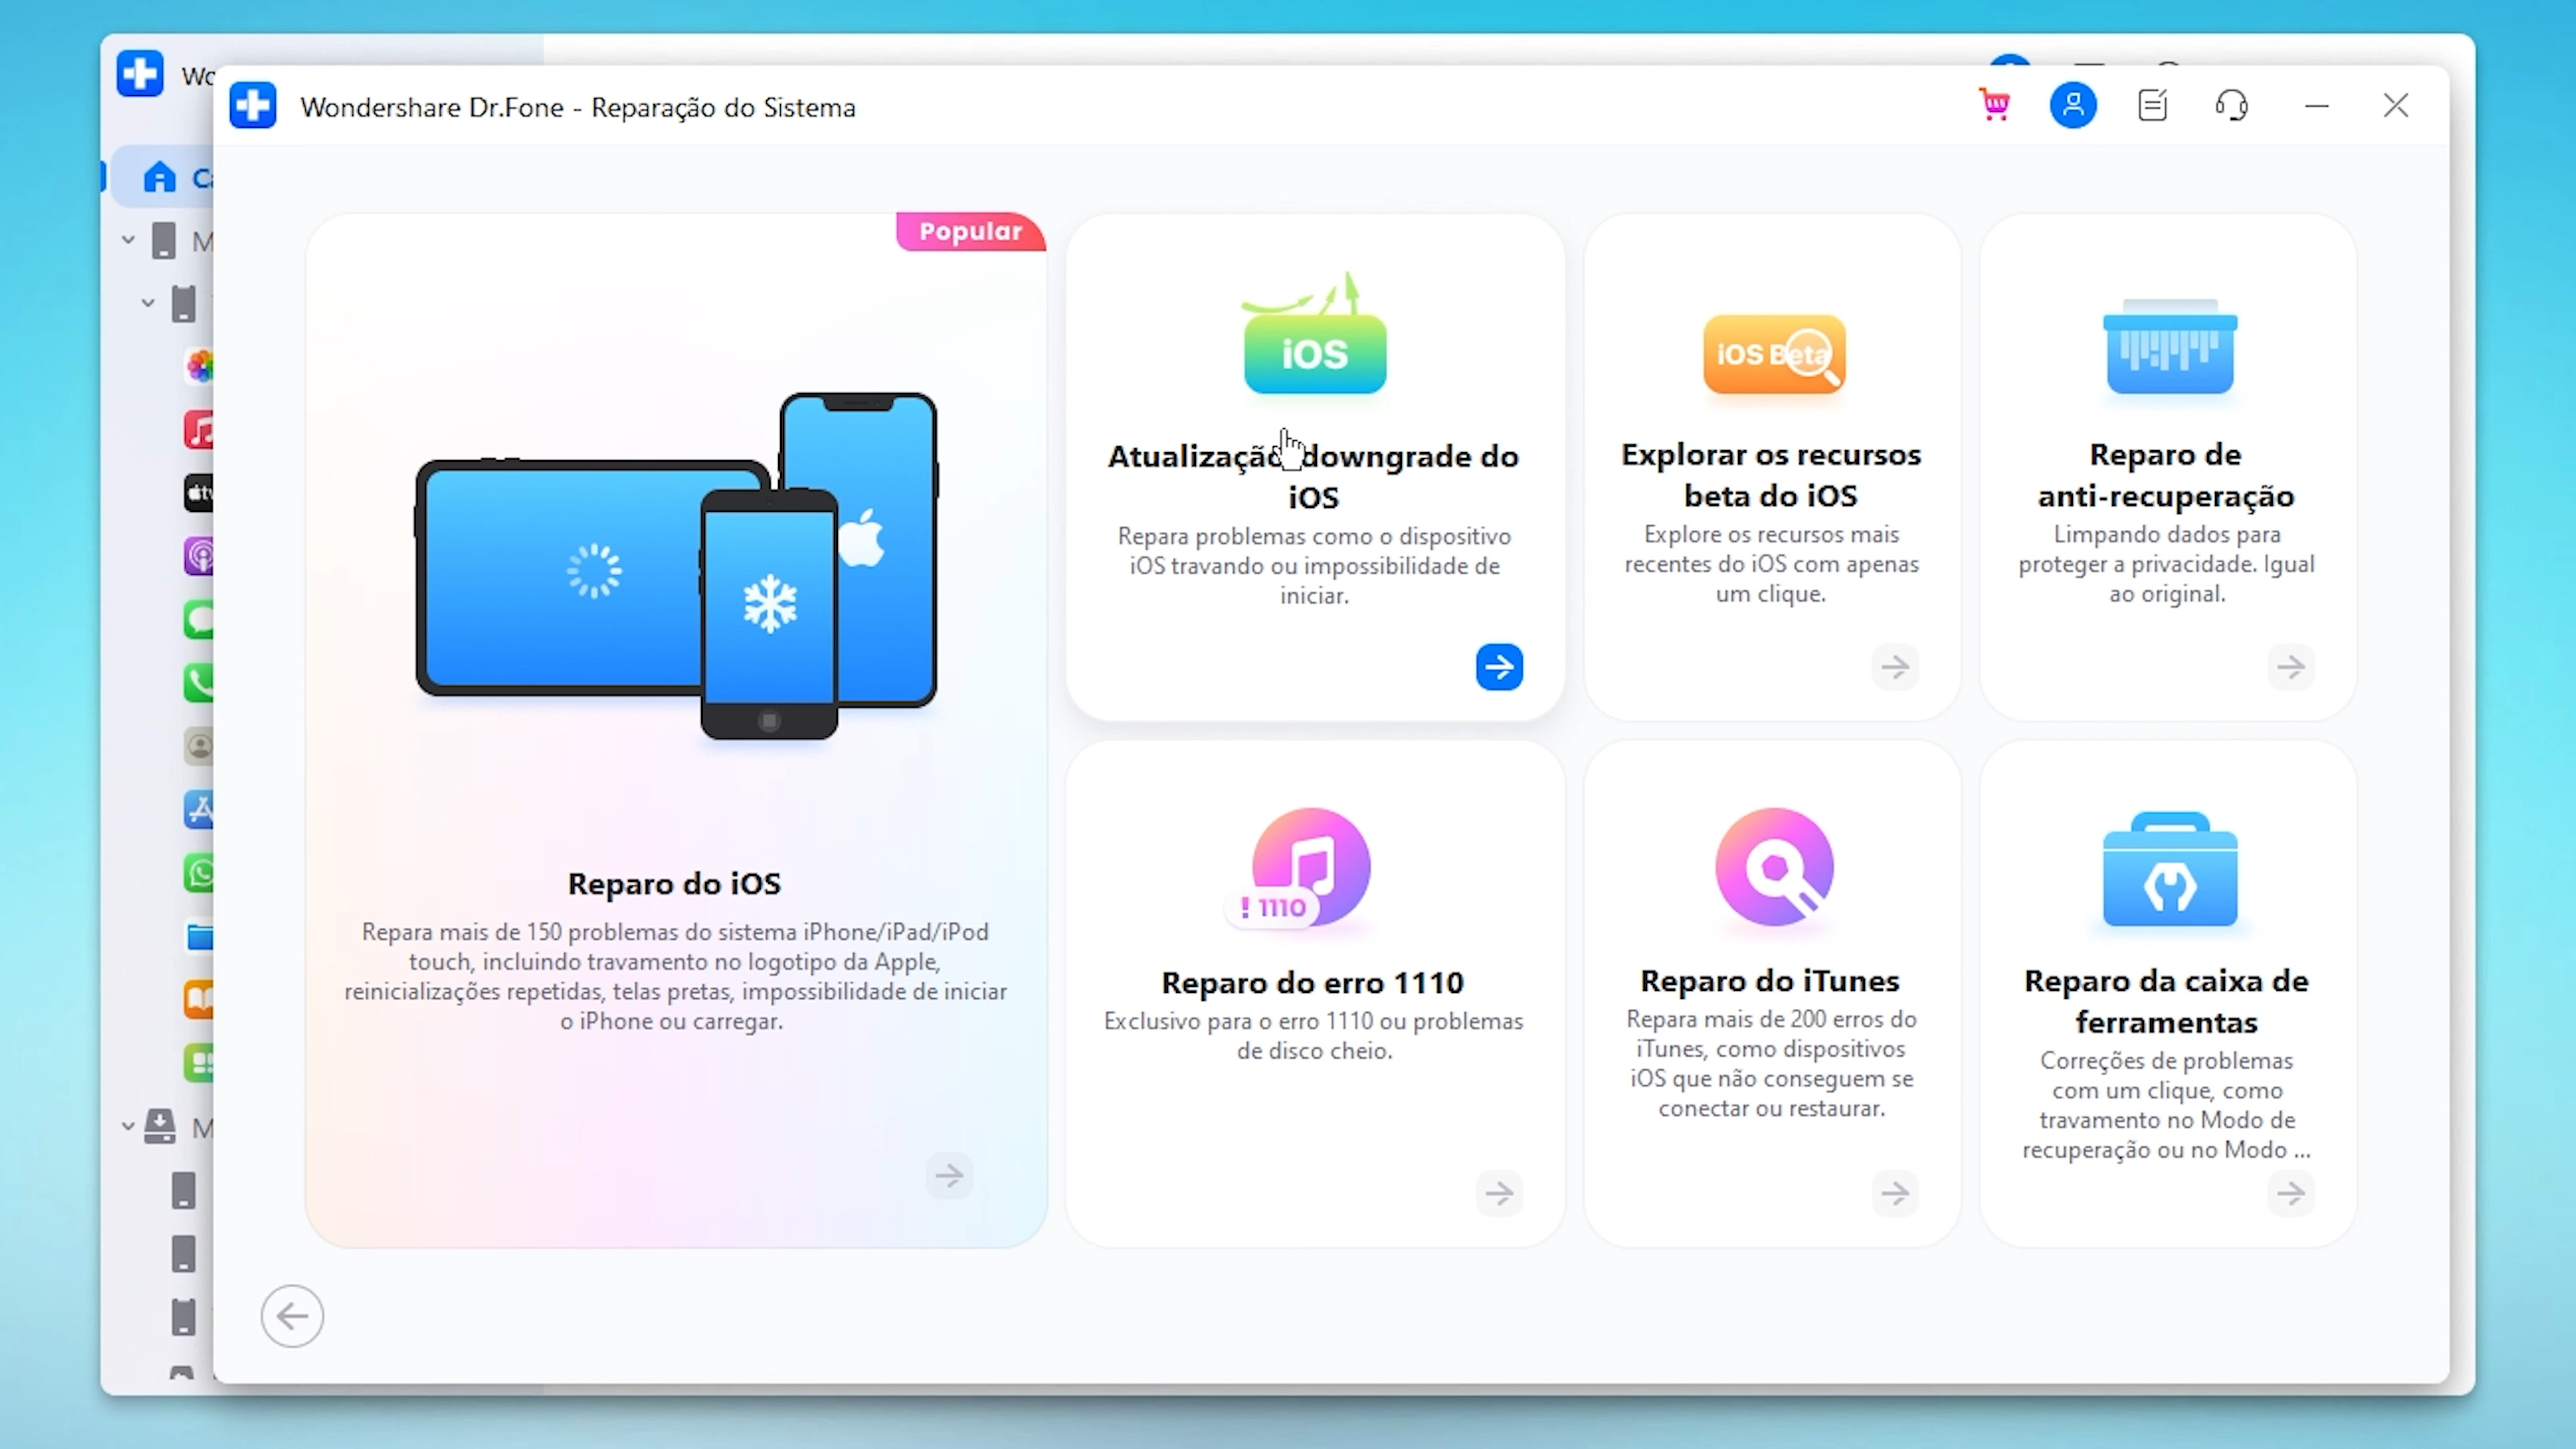 Wondershare Dr.Fone - Reparação do Sistema
Popular
Reparo do iOS
Repara mais de 150 problemas do sistema iPhone/iPad/iPod
touch, incluindo travamento no logotipo da Apple,
reinicializações repetidas, telas pretas, impossibilidade de iniciar
o iPhone ou carregar.
iOS
Atualização downgrade do
iOS
Repara problemas como o dispositivo
iOS travando ou impossibilidade de
iniciar.
iOS Beta
Explorar os recursos
beta do iOS
Explore os recursos mais
recentes do iOS com apenas
um clique.
Reparo de
anti-recuperação
Limpando dados para
proteger a privacidade. Igual
ao original.
! 1110
Reparo do erro 1110
Exclusivo para o erro 1110 ou problemas
de disco cheio.
Reparo do iTunes
Repara mais de 200 erros do
iTunes, como dispositivos
iOS que não conseguem se
conectar ou restaurar.
Reparo da caixa de
ferramentas
Correções de problemas
com um clique, como
travamento no Modo de
recuperação ou no Modo ...